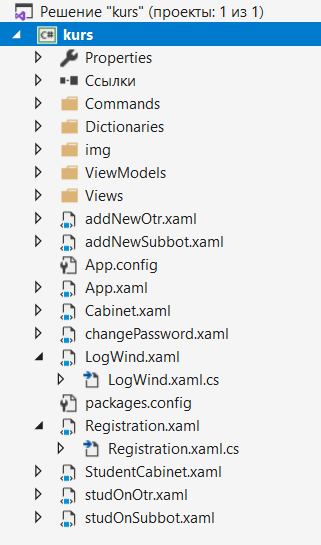 Решение "kurs" (проекты: 1 из 1)
C# kurs
Properties
Ссылки
Commands
Dictionaries
img
ViewModels
Views
addNewOtr.xaml
addNewSubbot.xaml
App.config
App.xaml
Cabinet.xaml
changePassword.xaml
LogWind.xaml
LogWind.xaml.cs
packages.config
Registration.xaml
Registration.xaml.cs
StudentCabinet.xaml
studOnOtr.xaml
studOnSubbot.xaml